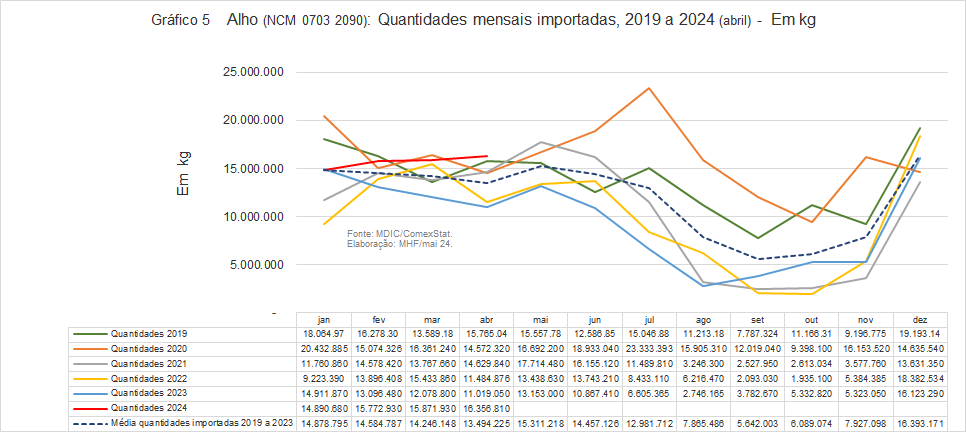 Gráfico 5 Alho (NCM 0703 2090): Quantidades mensais importadas, 2019 a 2024 (abril) - Em kg
25.000.000
20.000.000
15.000.000
10.000.000
5.000.000
-
Em kg
Fonte: MDIC/ComexStat.
Elaboração: MHF/mai 24.
jan fev mar abr mai jun jul ago set out nov dez
Quantidades 2019 18.064.97 16.278.30 13.589.18 15.765.04 15.557.78 12.586.85 15.046.88 11.213.18 7.787.324 11.166.31 9.196.775 19.193.14
Quantidades 2020 20.432.885 15.074.326 16.361.240 14.572.320 16.692.200 18.933.040 23.333.393 15.905.310 12.019.040 9.398.100 16.153.520 14.635.540
Quantidades 2021 11.760.860 14.578.420 13.767.660 14.629.840 17.714.480 16.155.120 11.489.810 3.246.300 2.527.950 2.613.034 3.577.760 13.631.350
Quantidades 2022 9.223.390 13.896.408 15.433.860 11.484.876 13.438.630 13.743.210 8.433.110 6.216.470 2.093.030 1.935.100 5.384.385 18.382.534
Quantidades 2023 14.911.870 13.096.480 12.078.800 11.019.050 13.153.000 10.867.410 6.605.365 2.746.165 3.782.670 5.332.820 5.323.050 16.123.290
Quantidades 2024 14.890.680 15.772.930 15.871.930 16.356.810
Média quantidades importadas 2019 a 2023 14.878.795 14.584.787 14.246.148 13.494.225 15.311.218 14.457.126 12.981.712 7.865.486 5.642.003 6.089.074 7.927.098 16.393.171